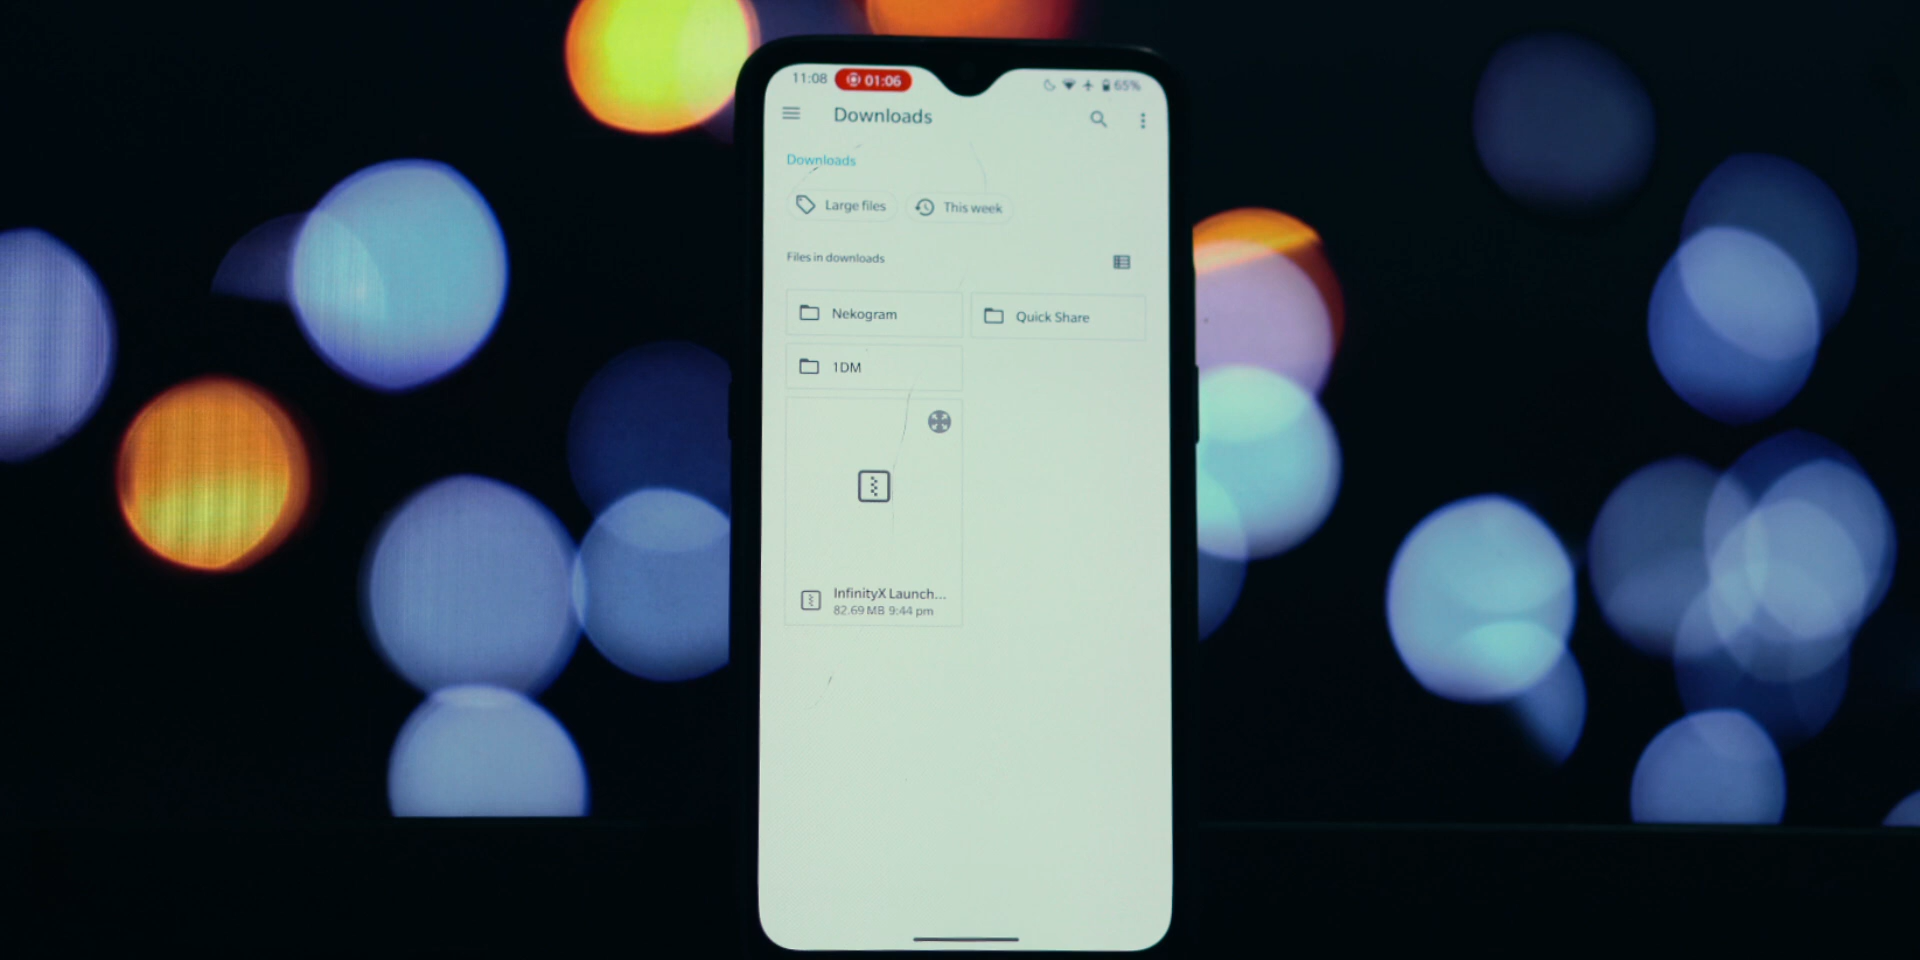 11:08 01:06 65%
Downloads
Downloads
Large files This week
Files in downloads
Nekogram Quick Share
1DM
InfinityX Launch...
82.69 MB 9:44 pm